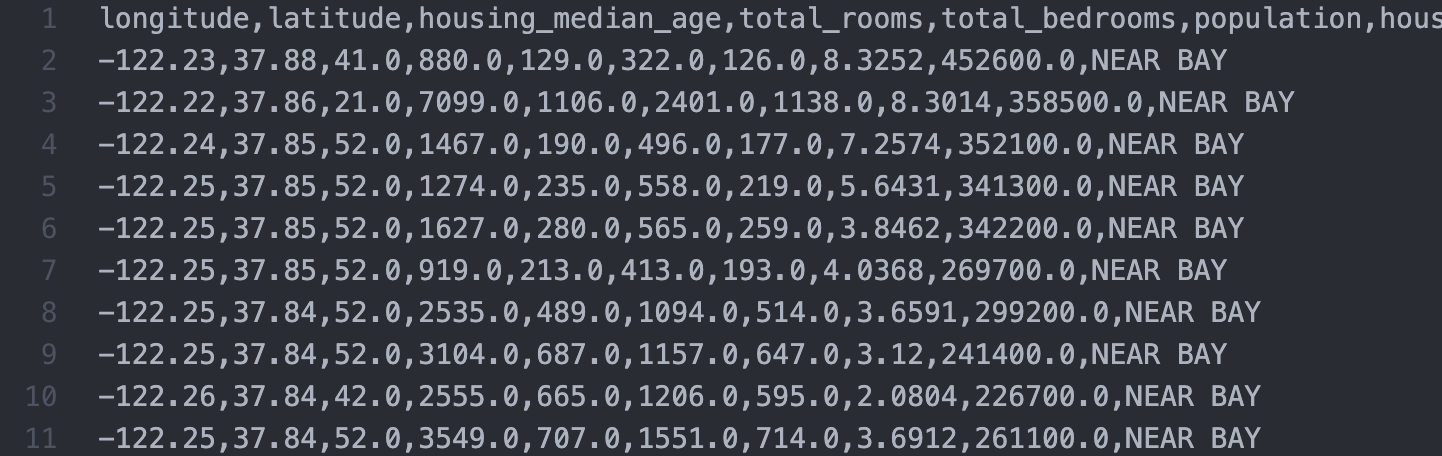 1 longitude,latitude,housing_median_age,total_rooms,total_bedrooms,population,hous
2 -122.23,37.88,41.0,880.0,129.0,322.0,126.0,8.3252,452600.0,NEAR BAY
3 -122.22,37.86,21.0,7099.0,1106.0,2401.0,1138.0,8.3014,358500.0,NEAR BAY
4 -122.24,37.85,52.0,1467.0,190.0,496.0,177.0,7.2574,352100.0,NEAR BAY
5 -122.25,37.85,52.0,1274.0,235.0,558.0,219.0,5.6431,341300.0,NEAR BAY
6 -122.25,37.85,52.0,1627.0,280.0,565.0,259.0,3.8462,342200.0,NEAR BAY
7 -122.25,37.85,52.0,919.0,213.0,413.0,193.0,4.0368,269700.0,NEAR BAY
8 -122.25,37.84,52.0,2535.0,489.0,1094.0,514.0,3.6591,299200.0,NEAR BAY
9 -122.25,37.84,52.0,3104.0,687.0,1157.0,647.0,3.12,241400.0,NEAR BAY
10 -122.26,37.84,42.0,2555.0,665.0,1206.0,595.0,2.0804,226700.0,NEAR BAY
11 -122.25,37.84,52.0,3549.0,707.0,1551.0,714.0,3.6912,261100.0,NEAR BAY